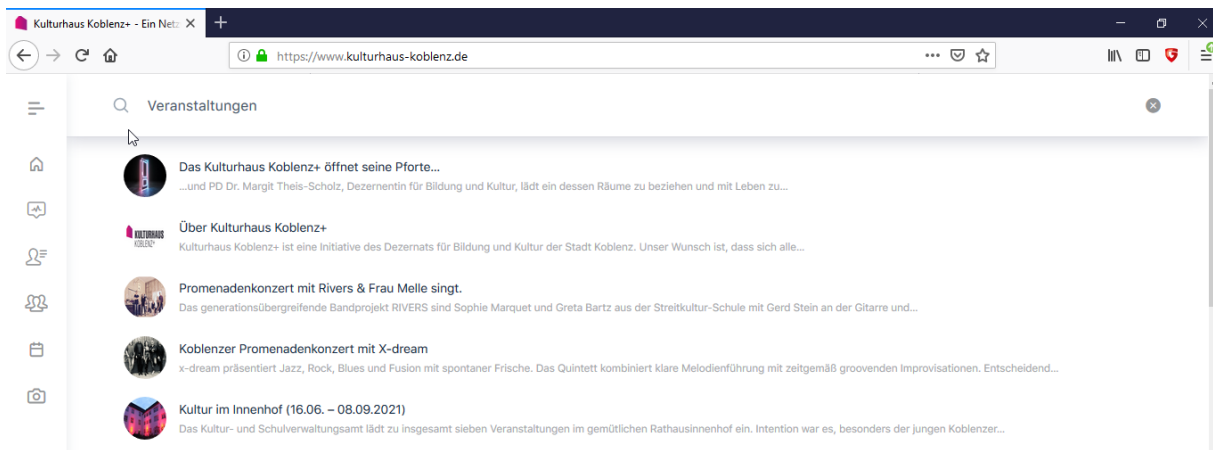 Kulturhaus Koblenz+ - Ein Netz
https://www.kulturhaus-koblenz.de
Veranstaltungen
Das Kulturhaus Koblenz+ öffnet seine Pforte...
...und PD Dr. Margit Theis-Scholz, Dezernentin für Bildung und Kultur, lädt ein dessen Räume zu beziehen und mit Leben zu...
KULTURHAUS
KOBLENZ+
Über Kulturhaus Koblenz+
Kulturhaus Koblenz+ ist eine Initiative des Dezernats für Bildung und Kultur der Stadt Koblenz. Unser Wunsch ist, dass sich alle...
Promenadenkonzert mit Rivers & Frau Melle singt.
Das generationsübergreifende Bandprojekt RIVERS sind Sophie Marquet und Greta Bartz aus der Streitkultur-Schule mit Gerd Stein an der Gitarre und...
Koblenzer Promenadenkonzert mit X-dream
x-dream präsentiert Jazz, Rock, Blues und Fusion mit spontaner Frische. Das Quintett kombiniert klare Melodienführung mit zeitgemäß groovenden Improvisationen. Entscheidend...
Kultur im Innenhof (16.06. – 08.09.2021)
Das Kultur- und Schulverwaltungsamt lädt zu insgesamt sieben Veranstaltungen im gemütlichen Rathausinnenhof ein. Intention war es, besonders der jungen Koblenzer...